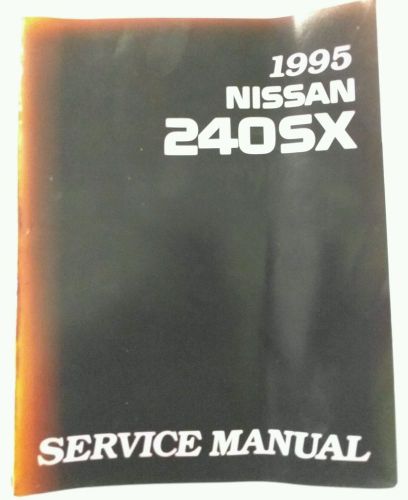 1995
NISSAN
240SX
SERVICE MANUAL